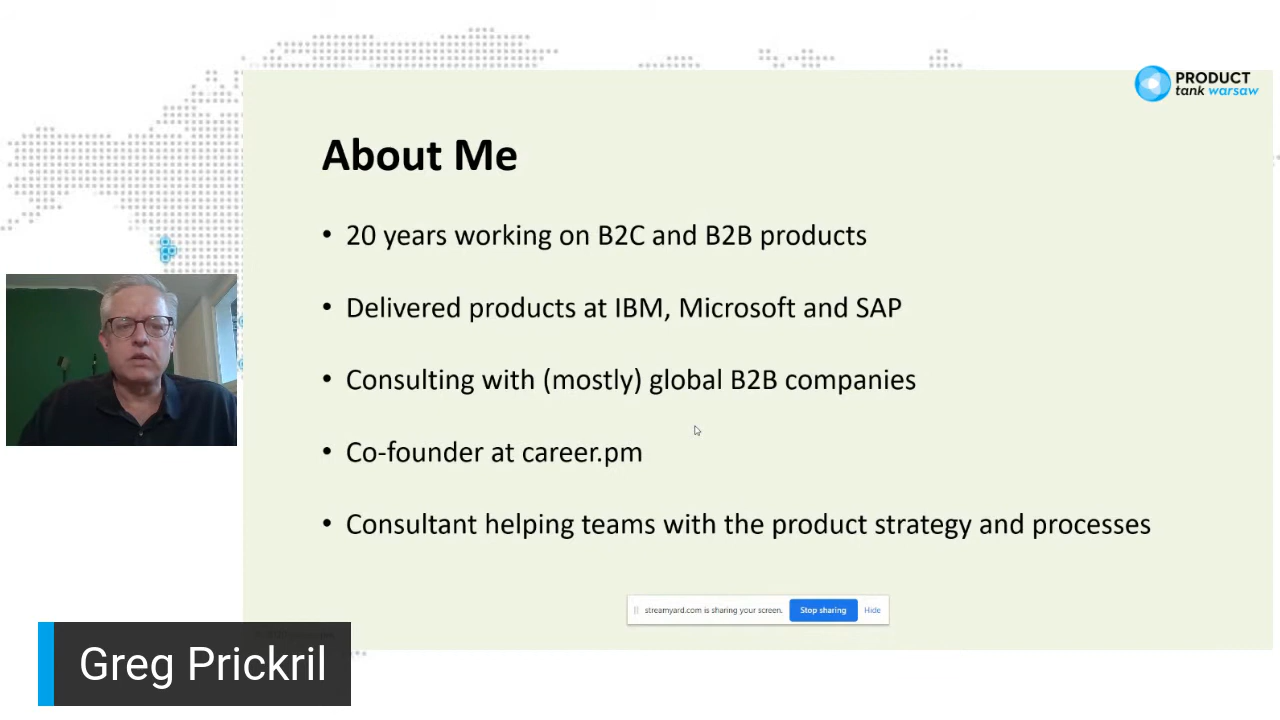 PRODUCT
tank warsaw
About Me
• 20 years working on B2C and B2B products
• Delivered products at IBM, Microsoft and SAP
• Consulting with (mostly) global B2B companies
• Co-founder at career.pm
• Consultant helping teams with the product strategy and processes
streamyard.com is sharing your screen. Stop sharing Hide
Greg Prickril